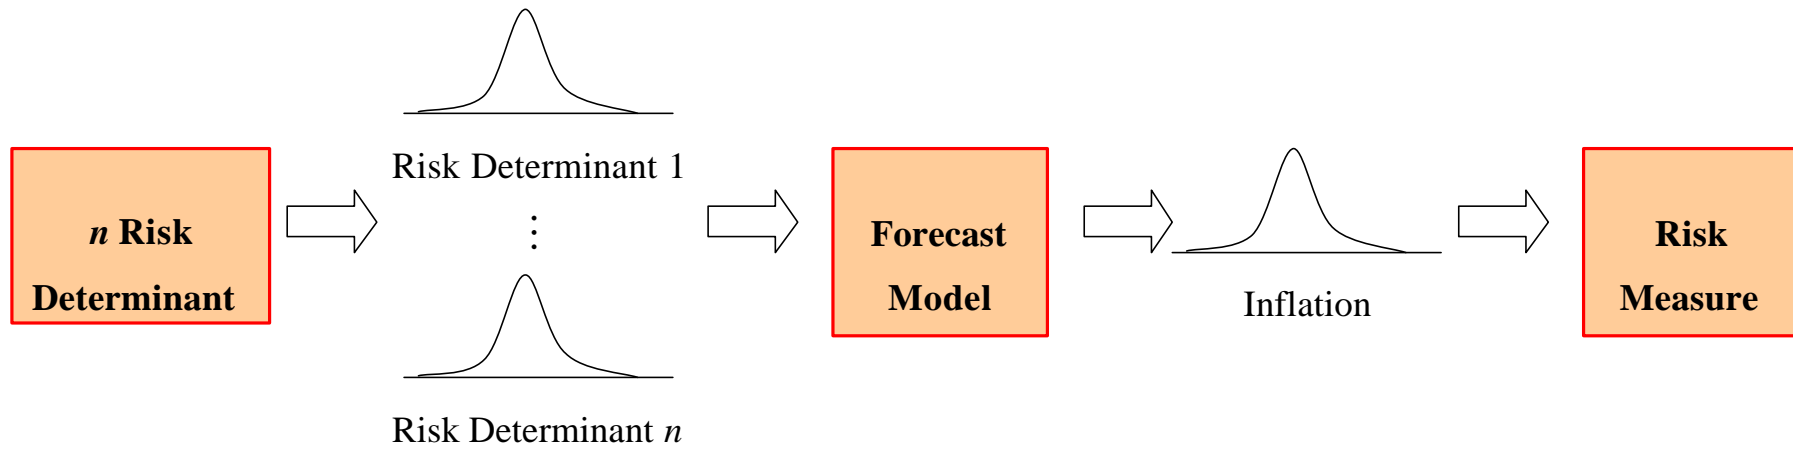 n Risk
Determinant
Risk Determinant 1
⋮
Risk Determinant n
Forecast
Model
Inflation
Risk
Measure